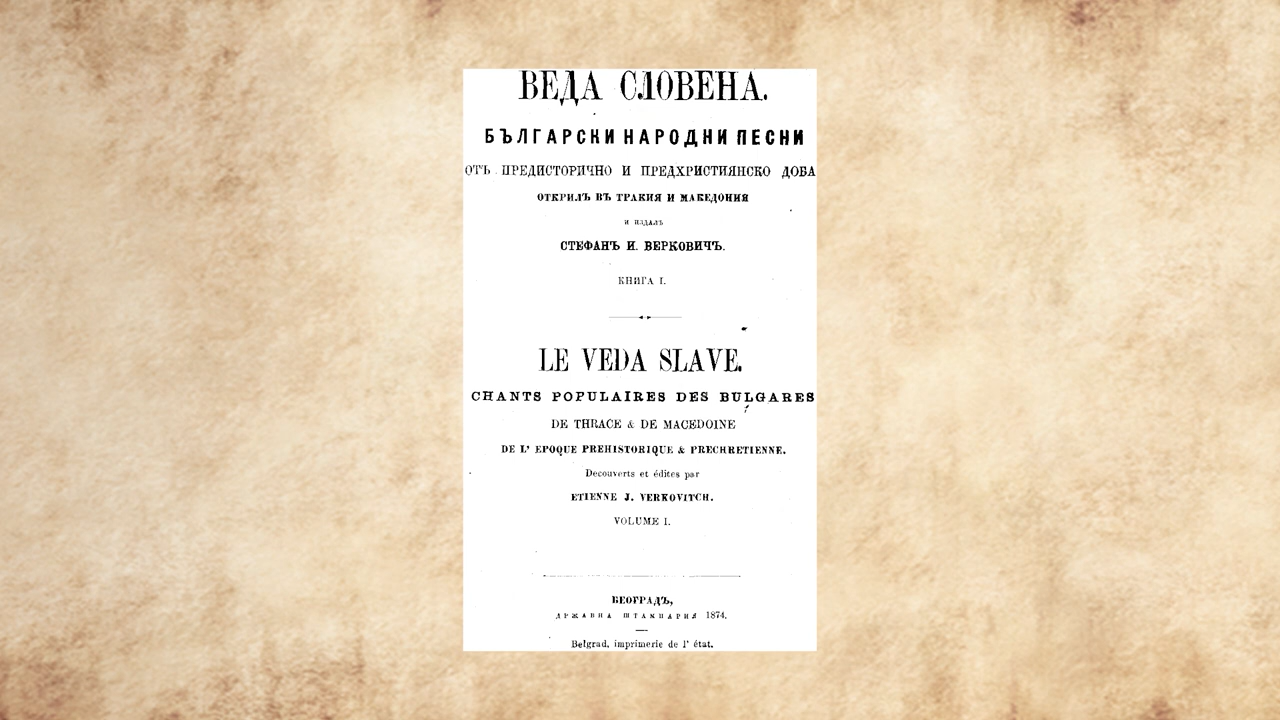 ВЕДА СЛОВЕНА.
БЪЛГАРСКИ НАРОДНИ ПЕСНИ
ОТЪ ПРЕДИСТОРИЧНО И ПРЕДХРИСТИЯНСКО ДОБА
ОТКРИЛЪ ВЪ ТРАКИЯ И МАКЕДОНИЯ
И ИЗДАЛЪ
СТЕФАНЪ И. ВЕРКОВИЧЪ.
КНИГА I.
LE VEDA SLAVE.
CHANTS POPULAIRES DES BULGARES
DE THRACE & DE MACEDOINE
DE L' EPOQUE PREHISTORIQUE & PRECHRETIENNE.
Decouverts et édites par
ETIENNE J. VERKOVITCH.
VOLUME I.
БЕОГРАДЪ,
ДРЖАВНА ШТАМПАРИЯ 1874.
Belgrad, imprimerie de l' état.